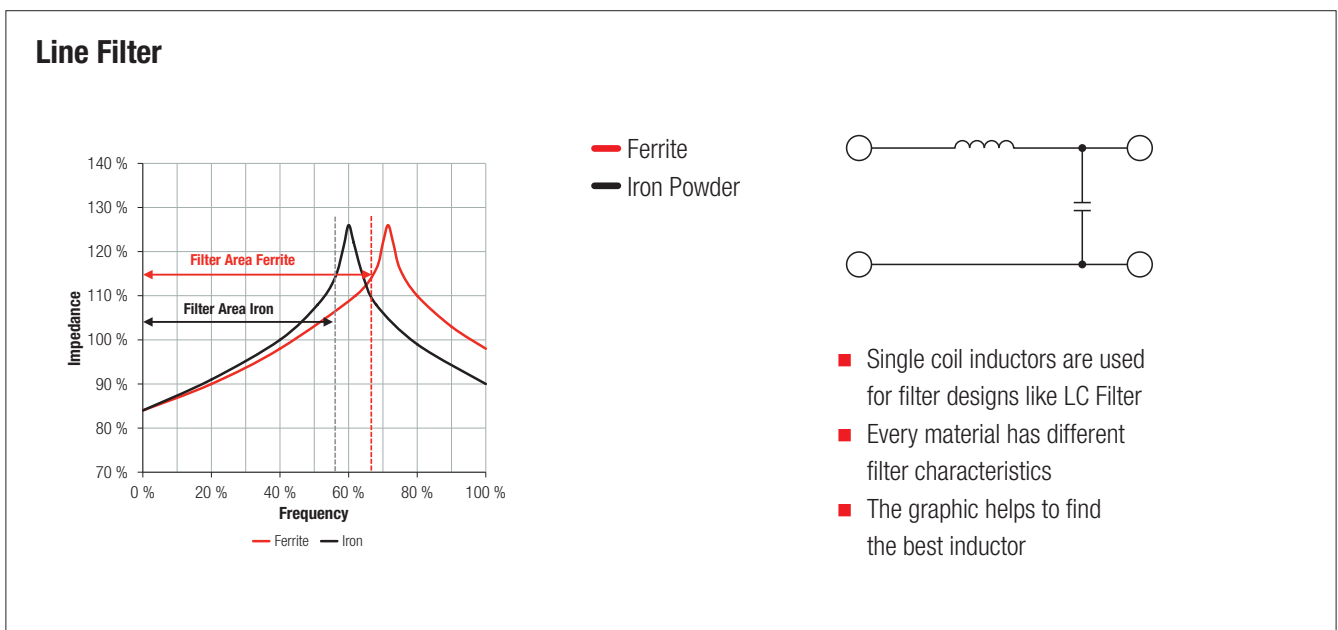 Line Filter
140 %
130 %
120 %
110 %
100 %
90 %
80 %
70 %
Impedance
Filter Area Ferrite
Filter Area Iron
0 %
20 %
40 %
60 %
80 %
100 %
Frequency
Ferrite
Iron
Ferrite
Iron Powder
Single coil inductors are used
for filter designs like LC Filter
Every material has different
filter characteristics
The graphic helps to find
the best inductor